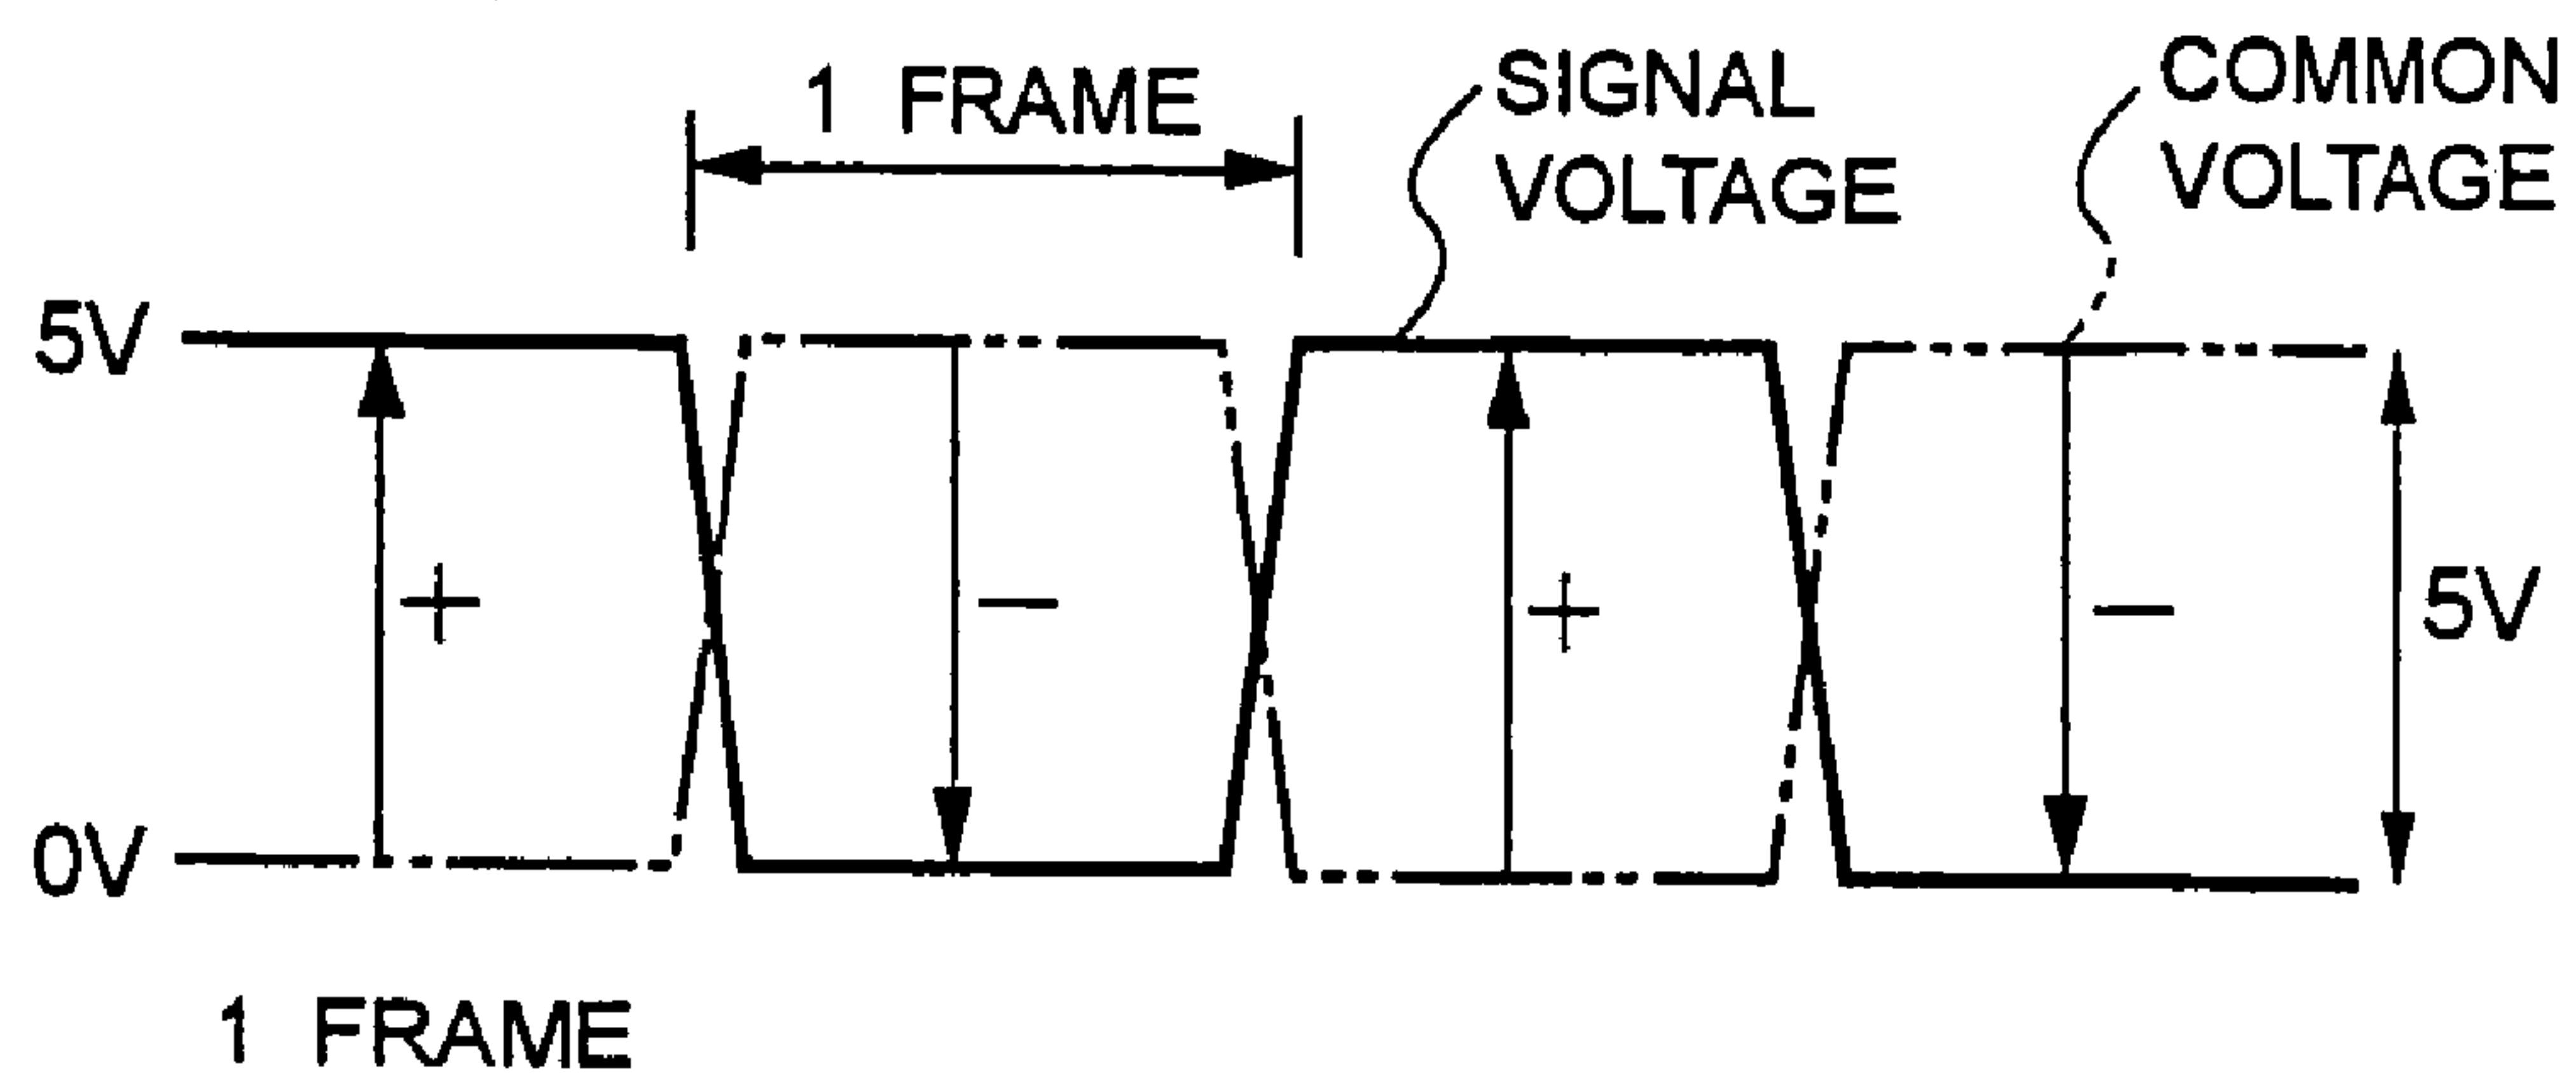 1 FRAME
SIGNAL
VOLTAGE
COMMON
VOLTAGE
5V
+
−
+
−
5V
0V
1 FRAME